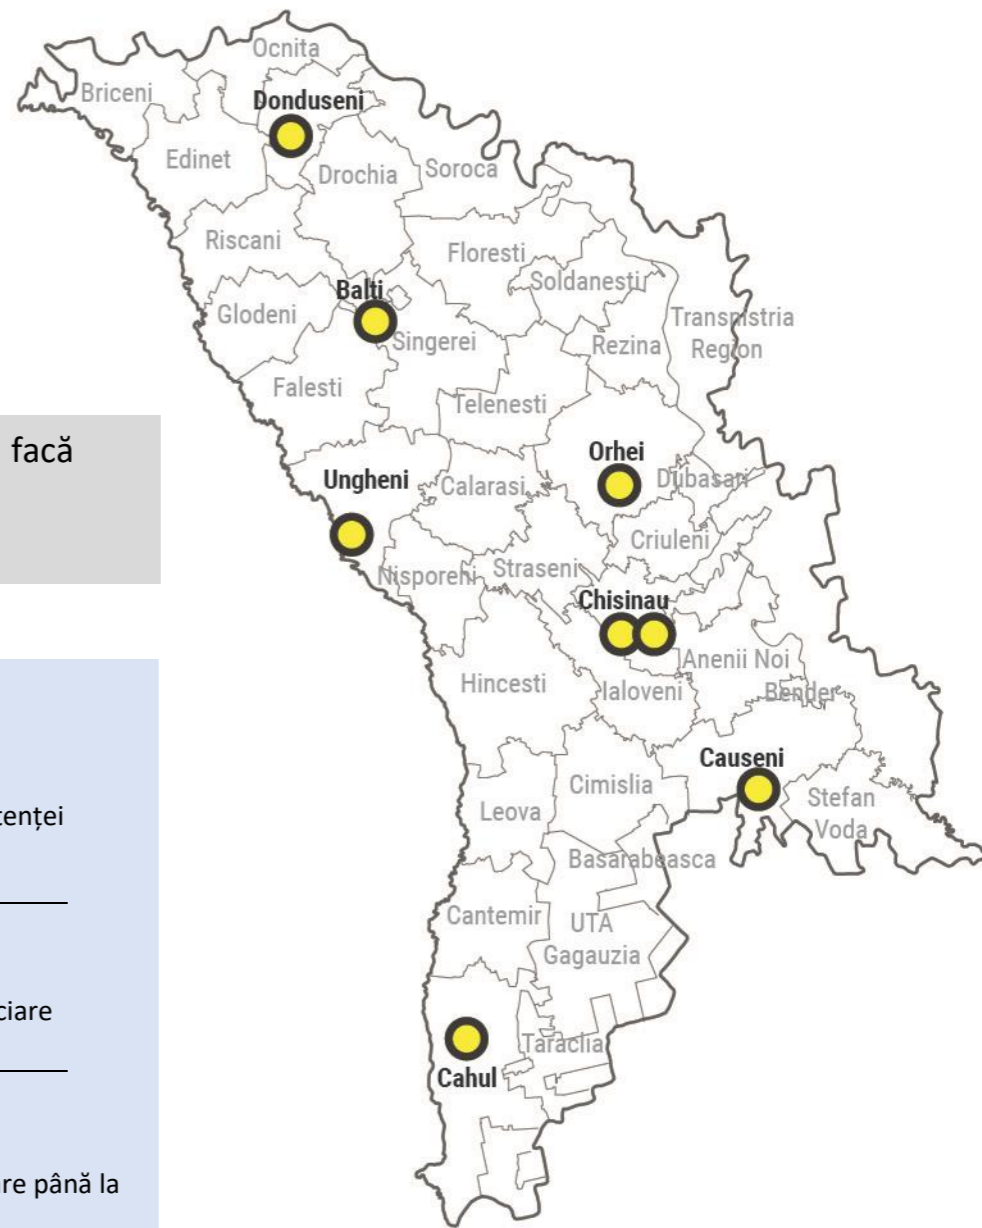 Ocnita
Briceni
Donduseni
Edinet
Drochia
Soroca
Riscani
Floresti
Soldanesti
Balti
Glodeni
Singerei
Rezina
Transnistria
Region
Falesti
Telenesti
facă
Orhei
Ungheni
Calarasi
Dubasari
Criuleni
Straseni
Nisporehi
Chisinau
Anenii Noi
Hincesti
Ialoveni
Bender
Causeni
Cimislia
Leova
Stefan
Voda
tenței
Basarabeasca
Cantemir
UTA
Gagauzia
ciare
Taraclia
Cahul
are până la